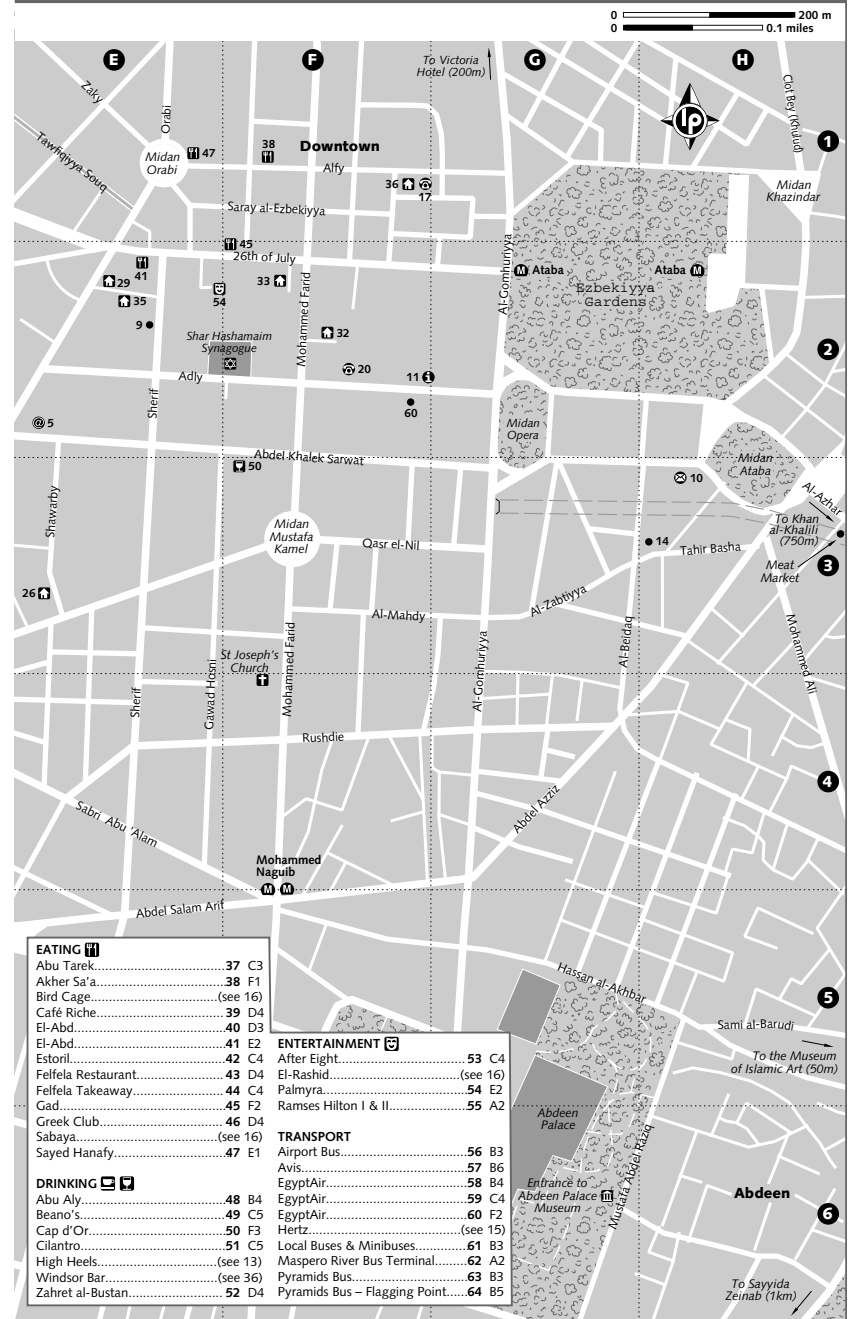 0 200 m
0 0.1 miles
E
F
G
H
To Victoria
Hotel (200m)
Clot Bey (Khulud)
lp
Zaky
Orabi
Tawfiqiyya Souq
Midan
Orabi
47
38
Downtown
Alfy
1
36
17
Saray al-Ezbekiyya
Midan
Khazindar
45
26th of July
41
29
35
54
33
9
Mohammed Farid
32
Al-Gomhuriyya
M Ataba
Ataba M
Ezbekiyya
Gardens
Shar Hashamaim
Synagogue
2
Adly
20
11
60
Sherif
@ 5
Midan
Opera
Abdel Khalek Sarwat
50
Midan
Ataba
10
Al-Azhar
Shawarby
Midan
Mustafa
Kamel
Qasr el-Nil
To Khan
al-Khalili
(750m)
14
Tahir Basha
3
Meat
Market
26
Al-Mahdy
Al-Zabtiyya
St Joseph's
Church
Mohammed Farid
Gawad Hosni
Sherif
Al-Gomhuriyya
Al-Beidaq
Mohammed Ali
Rushdie
4
Sabri Abu 'Alam
Abdel Azziz
Mohammed
Naguib
M M
Abdel Salam Arif
Hassan al-Akhbar
5
Sami al-Barudi
To the Museum
of Islamic Art (50m)
Abdeen
Palace
Entrance to
Abdeen Palace
Museum
Mustafa Abdel Raziq
Abdeen
6
To Sayyida
Zeinab (1km)
EATING
Abu Tarek 37 C3
Akher Sa'a 38 F1
Bird Cage (see 16)
Café Riche 39 D4
El-Abd 40 D3
El-Abd 41 E2
Estoril 42 C4
Felfela Restaurant 43 D4
Felfela Takeaway 44 C4
Gad 45 F2
Greek Club 46 D4
Sabaya (see 16)
Sayed Hanafy 47 E1
DRINKING
Abu Aly 48 B4
Beano's 49 C5
Cap d'Or 50 F3
Cilantro 51 C5
High Heels (see 13)
Windsor Bar (see 36)
Zahret al-Bustan 52 D4
ENTERTAINMENT
After Eight 53 C4
El-Rashid (see 16)
Palmyra 54 E2
Ramses Hilton I & II 55 A2
TRANSPORT
Airport Bus 56 B3
Avis 57 B6
EgyptAir 58 B4
EgyptAir 59 C4
EgyptAir 60 F2
Hertz (see 15)
Local Buses & Minibuses 61 B3
Maspero River Bus Terminal 62 A2
Pyramids Bus 63 B3
Pyramids Bus – Flagging Point 64 B5